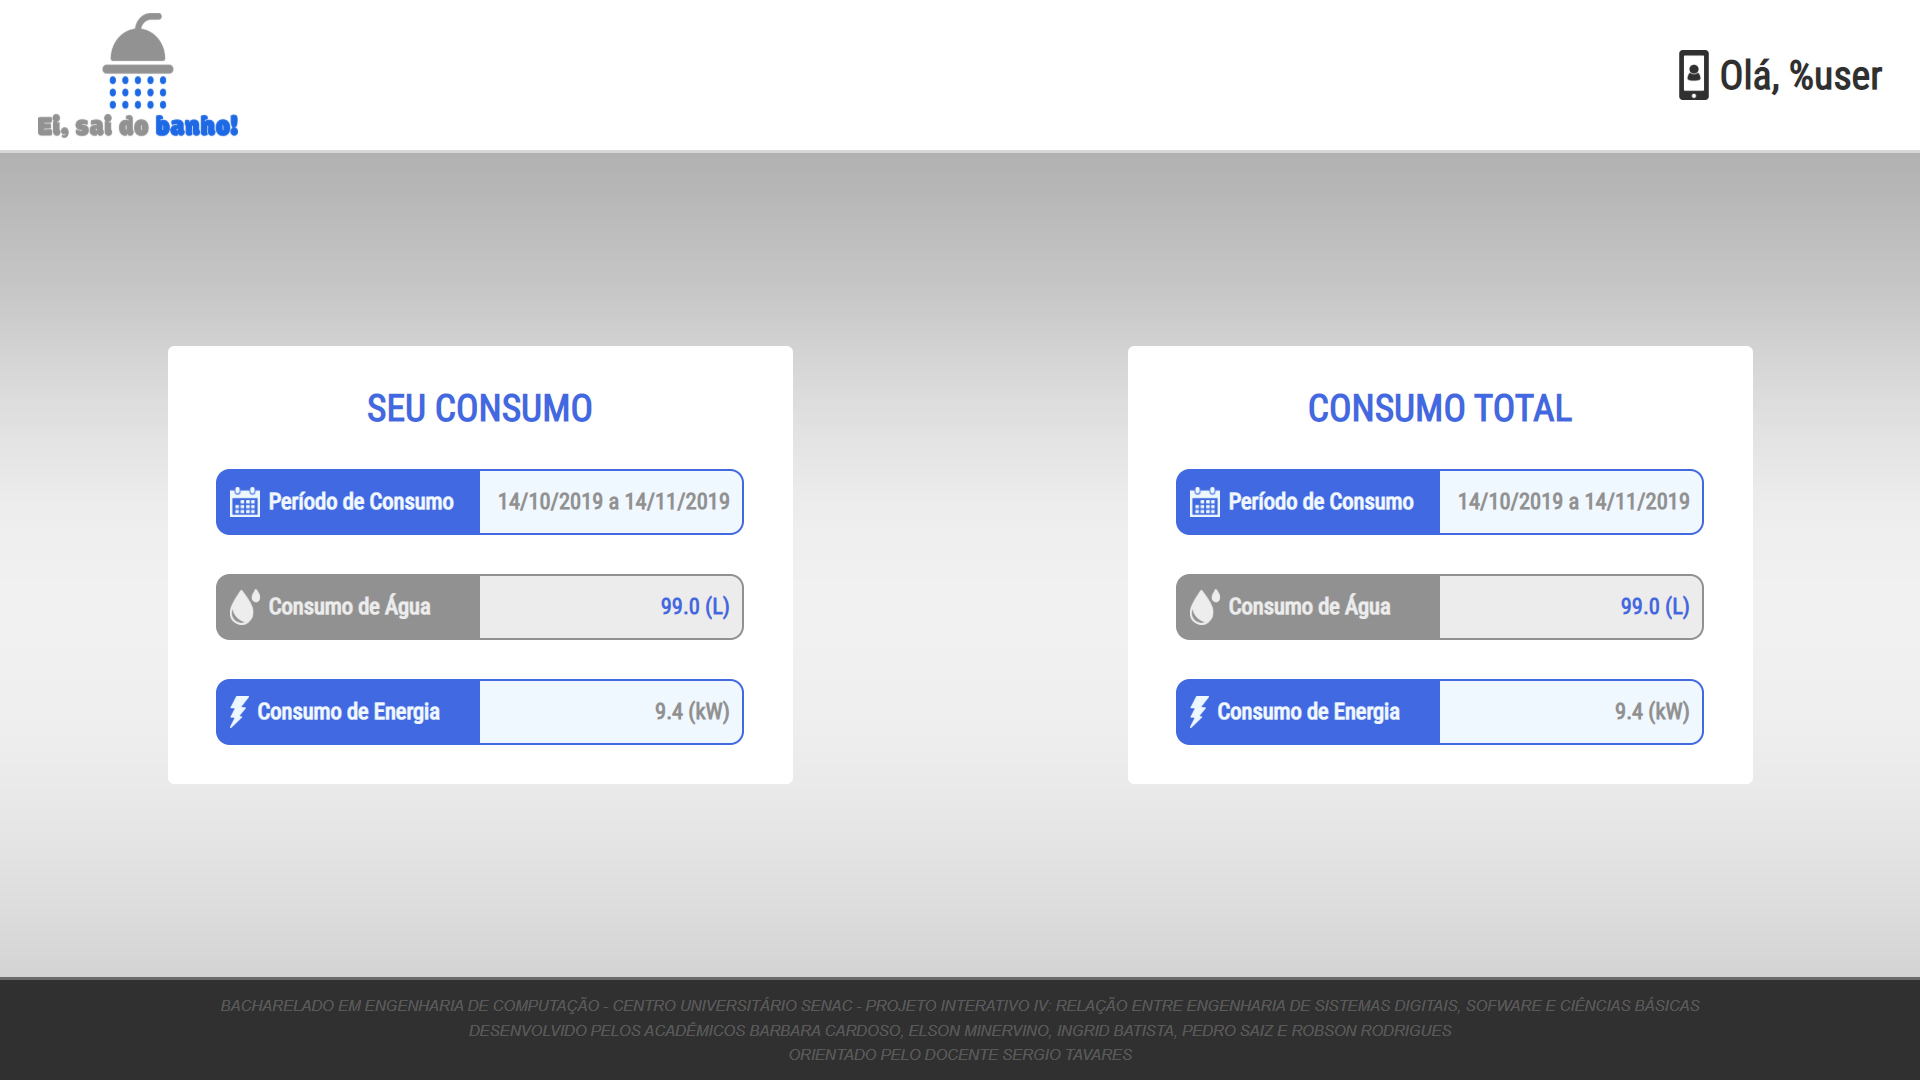 Ei, sai do banho!
Olá, %user
SEU CONSUMO
Período de Consumo 14/10/2019 a 14/11/2019
Consumo de Água 99.0 (L)
Consumo de Energia 9.4 (kW)
CONSUMO TOTAL
Período de Consumo 14/10/2019 a 14/11/2019
Consumo de Água 99.0 (L)
Consumo de Energia 9.4 (kW)
BACHARELADO EM ENGENHARIA DE COMPUTAÇÃO - CENTRO UNIVERSITÁRIO SENAC - PROJETO INTERATIVO IV: RELAÇÃO ENTRE ENGENHARIA DE SISTEMAS DIGITAIS, SOFWARE E CIÊNCIAS BÁSICAS
DESENVOLVIDO PELOS ACADÊMICOS BARBARA CARDOSO, ELSON MINERVINO, INGRID BATISTA, PEDRO SAIZ E ROBSON RODRIGUES
ORIENTADO PELO DOCENTE SERGIO TAVARES